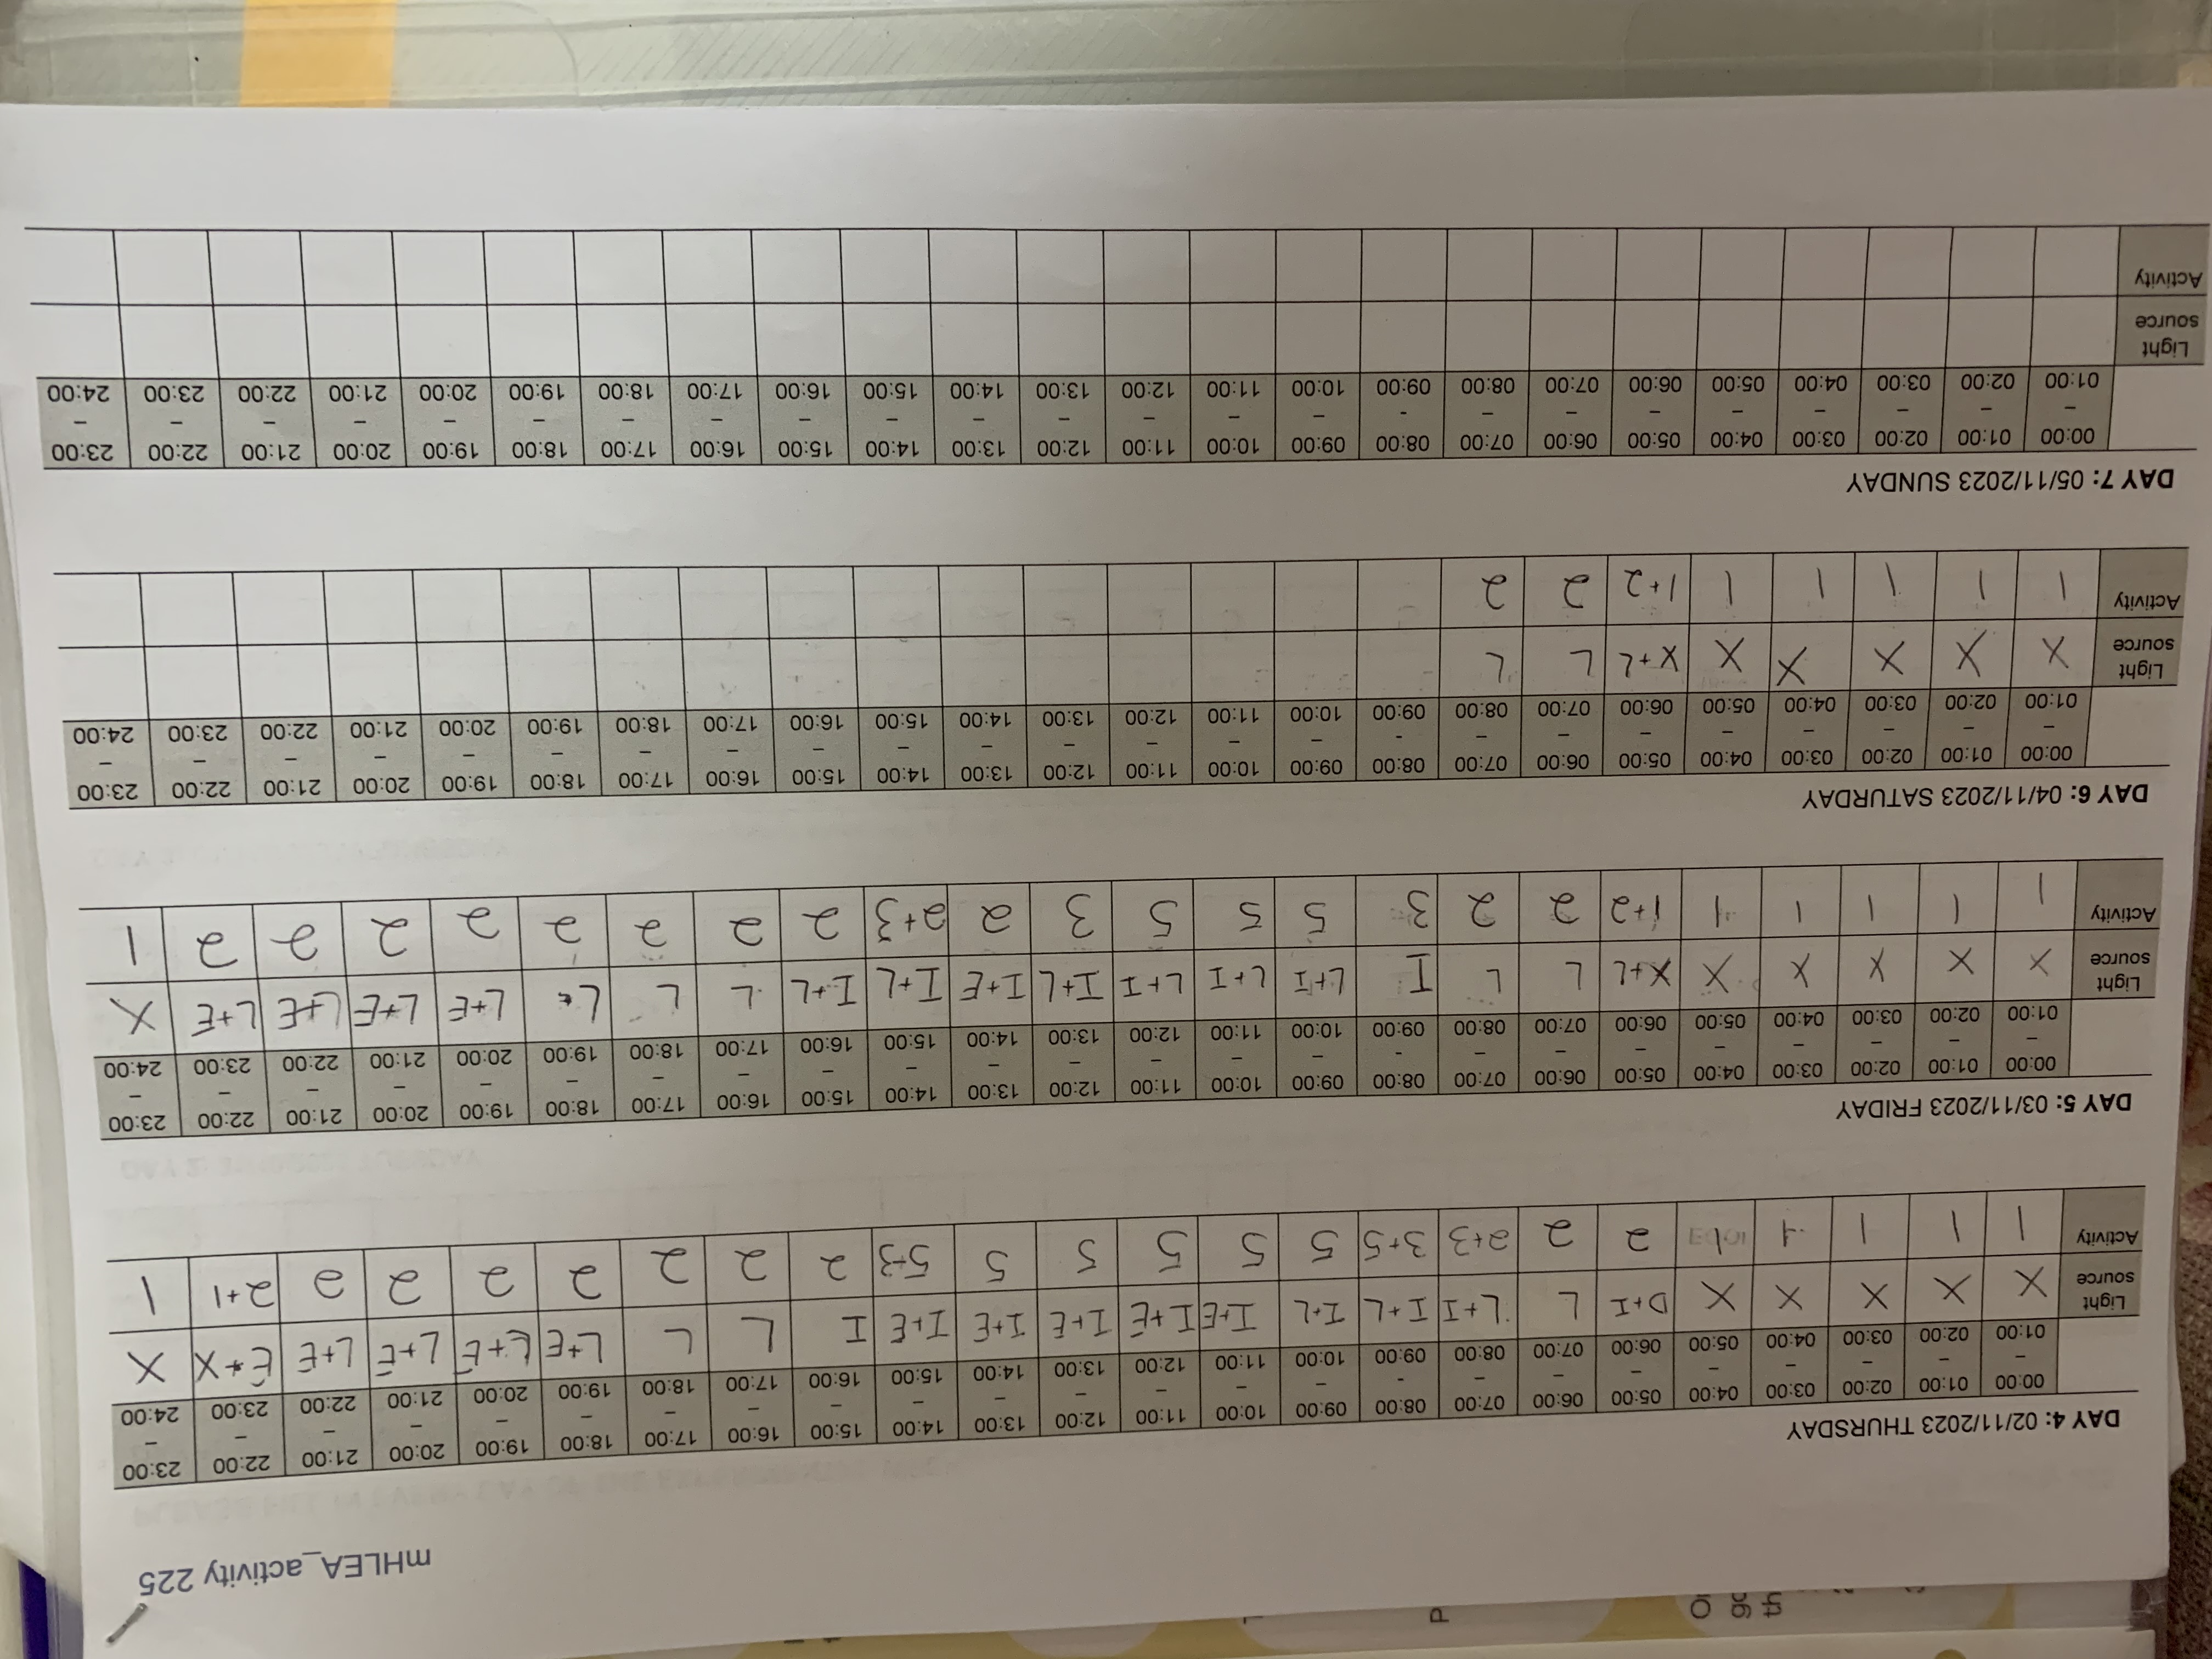 mHLEA_activity 225
DAY 4: 02/11/2023 THURSDAY
00:00 – 01:00 01:00 – 02:00 02:00 – 03:00 03:00 – 04:00 04:00 – 05:00 05:00 – 06:00 06:00 – 07:00 07:00 – 08:00 08:00 - 09:00 09:00 – 10:00 10:00 – 11:00 11:00 – 12:00 12:00 – 13:00 13:00 – 14:00 14:00 – 15:00 15:00 – 16:00 16:00 – 17:00 17:00 – 18:00 18:00 – 19:00 19:00 – 20:00 20:00 – 21:00 21:00 – 22:00 22:00 – 23:00 23:00 – 24:00
Light source X X X X X D+I L L+I I+L I+L I+E I+E I+E I+E I+E I L L L+E L+E L+E L+E E+X X
Activity 1 1 1 1 1 2 2 2+3 3+5 5 5 5 5 5 5+3 2 2 2 2 2 2 2 2+1 1
DAY 5: 03/11/2023 FRIDAY
00:00 – 01:00 01:00 – 02:00 02:00 – 03:00 03:00 – 04:00 04:00 – 05:00 05:00 – 06:00 06:00 – 07:00 07:00 – 08:00 08:00 - 09:00 09:00 – 10:00 10:00 – 11:00 11:00 – 12:00 12:00 – 13:00 13:00 – 14:00 14:00 – 15:00 15:00 – 16:00 16:00 – 17:00 17:00 – 18:00 18:00 – 19:00 19:00 – 20:00 20:00 – 21:00 21:00 – 22:00 22:00 – 23:00 23:00 – 24:00
Light source X X X X X X+L L L I L+I L+I L+I I+L I+E I+L I+L L L L L+E L+E L+E L+E X
Activity 1 1 1 1 1 1+2 2 2 3 5 5 5 3 2 2+3 2 2 2 2 2 2 2 2 1
DAY 6: 04/11/2023 SATURDAY
00:00 – 01:00 01:00 – 02:00 02:00 – 03:00 03:00 – 04:00 04:00 – 05:00 05:00 – 06:00 06:00 – 07:00 07:00 – 08:00 08:00 - 09:00 09:00 – 10:00 10:00 – 11:00 11:00 – 12:00 12:00 – 13:00 13:00 – 14:00 14:00 – 15:00 15:00 – 16:00 16:00 – 17:00 17:00 – 18:00 18:00 – 19:00 19:00 – 20:00 20:00 – 21:00 21:00 – 22:00 22:00 – 23:00 23:00 – 24:00
Light source X X X X X X+L L L
Activity 1 1 1 1 1 1+2 2 2
DAY 7: 05/11/2023 SUNDAY
00:00 – 01:00 01:00 – 02:00 02:00 – 03:00 03:00 – 04:00 04:00 – 05:00 05:00 – 06:00 06:00 – 07:00 07:00 – 08:00 08:00 - 09:00 09:00 – 10:00 10:00 – 11:00 11:00 – 12:00 12:00 – 13:00 13:00 – 14:00 14:00 – 15:00 15:00 – 16:00 16:00 – 17:00 17:00 – 18:00 18:00 – 19:00 19:00 – 20:00 20:00 – 21:00 21:00 – 22:00 22:00 – 23:00 23:00 – 24:00
Light source
Activity